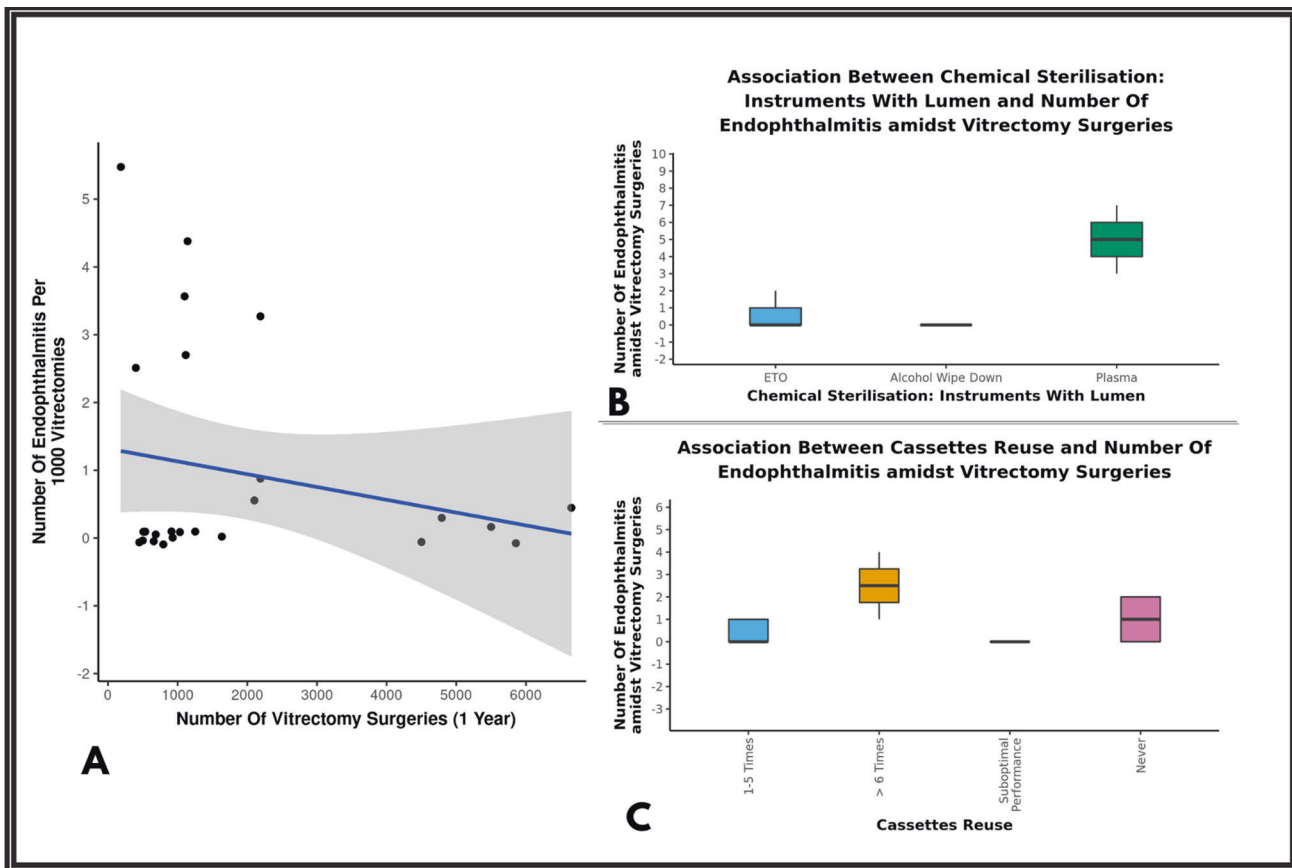 Number Of Endophthalmitis Per
1000 Vitrectomies
5
4
3
2
1
0
-1
-2
0 1000 2000 3000 4000 5000 6000
Number Of Vitrectomy Surgeries (1 Year)
A
Association Between Chemical Sterilisation:
Instruments With Lumen and Number Of
Endophthalmitis amidst Vitrectomy Surgeries
Number Of Endophthalmitis
amidst Vitrectomy Surgeries
10
9
8
7
6
5
4
3
2
1
0
-1
-2
ETO Alcohol Wipe Down Plasma
Chemical Sterilisation: Instruments With Lumen
B
Association Between Cassettes Reuse and Number Of
Endophthalmitis amidst Vitrectomy Surgeries
Number Of Endophthalmitis
amidst Vitrectomy Surgeries
6
5
4
3
2
1
0
-1
-2
-3
1-5 Times
> 6 Times
Suboptimal
Performance
Never
Cassettes Reuse
C